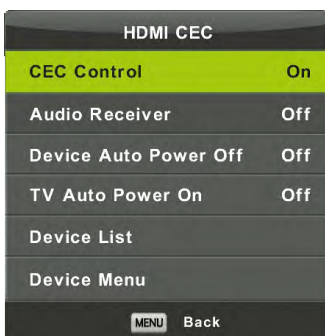 HDMI CEC
CEC Control On
Audio Receiver Off
Device Auto Power Off Off
TV Auto Power On Off
Device List
Device Menu
MENU Back